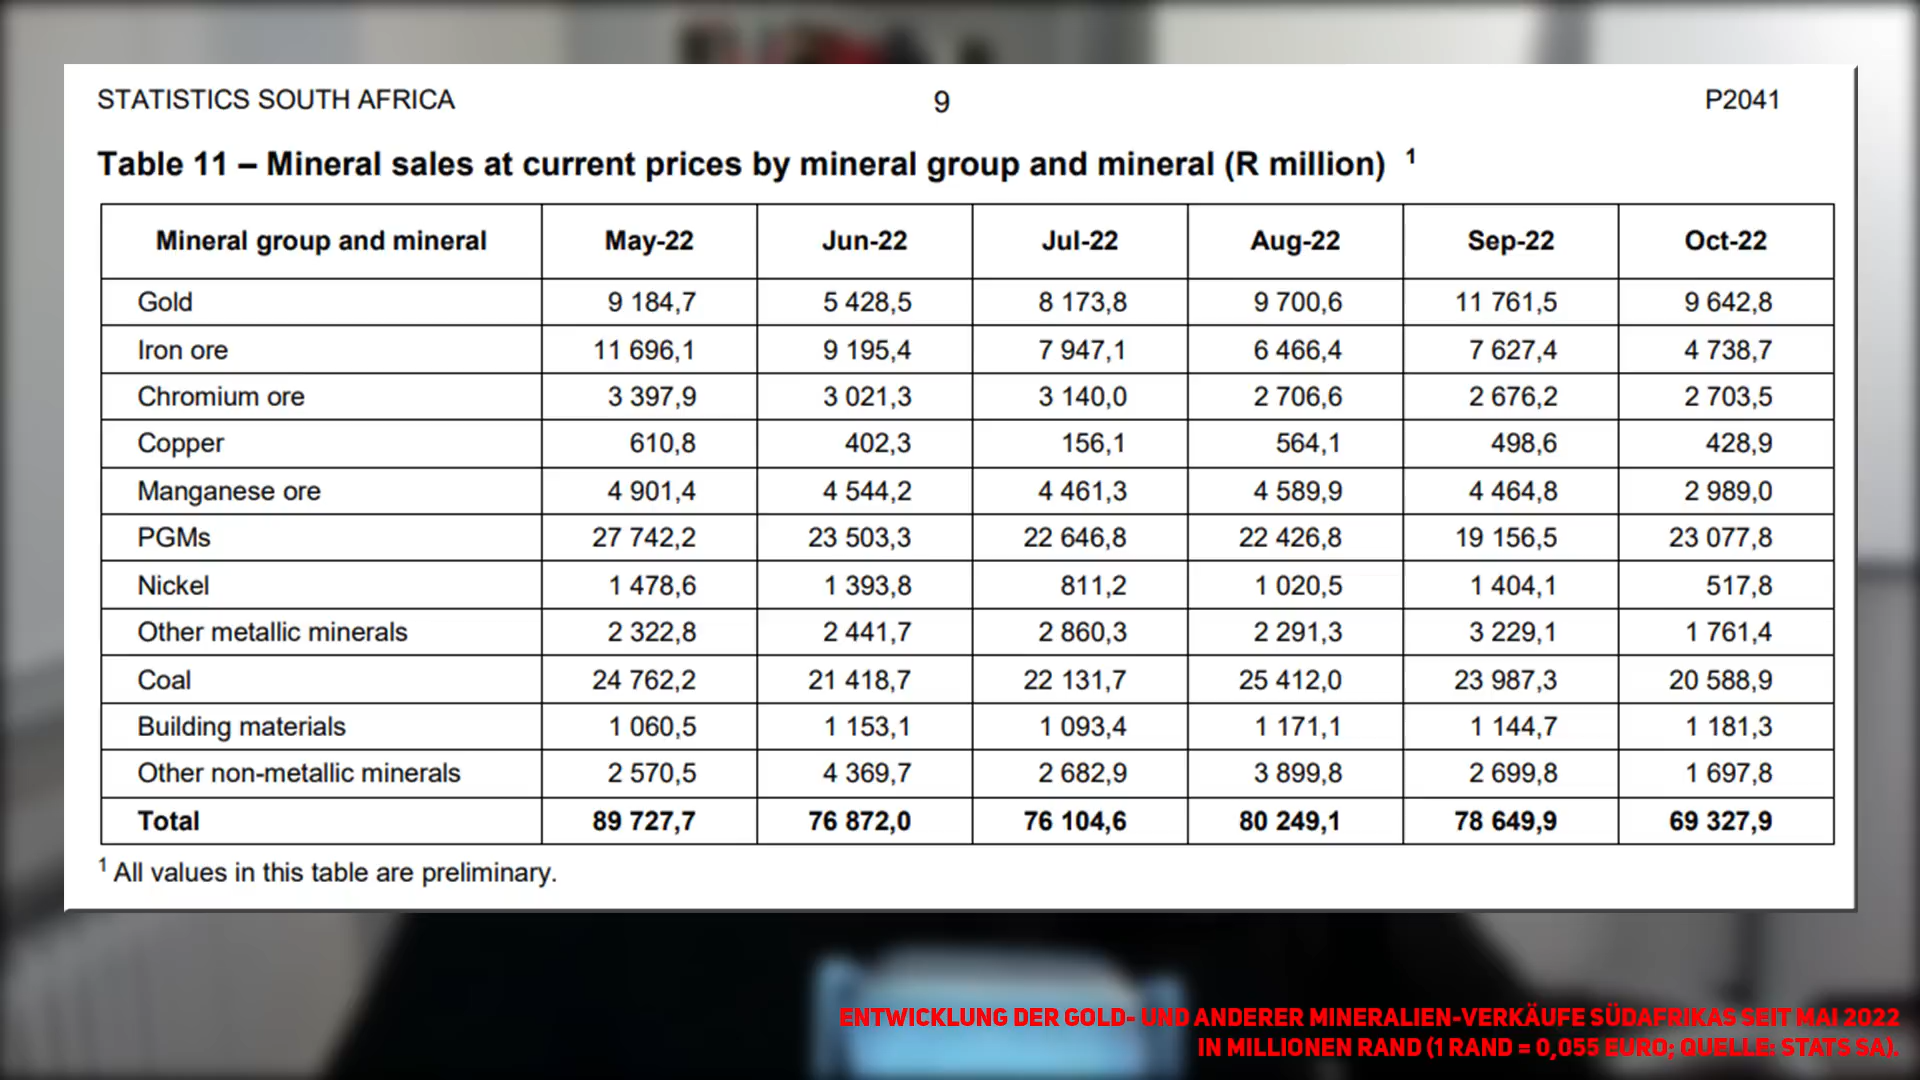 STATISTICS SOUTH AFRICA 9 P2041
Table 11 – Mineral sales at current prices by mineral group and mineral (R million) 1
Mineral group and mineral May-22 Jun-22 Jul-22 Aug-22 Sep-22 Oct-22
Gold 9 184,7 5 428,5 8 173,8 9 700,6 11 761,5 9 642,8
Iron ore 11 696,1 9 195,4 7 947,1 6 466,4 7 627,4 4 738,7
Chromium ore 3 397,9 3 021,3 3 140,0 2 706,6 2 676,2 2 703,5
Copper 610,8 402,3 156,1 564,1 498,6 428,9
Manganese ore 4 901,4 4 544,2 4 461,3 4 589,9 4 464,8 2 989,0
PGMs 27 742,2 23 503,3 22 646,8 22 426,8 19 156,5 23 077,8
Nickel 1 478,6 1 393,8 811,2 1 020,5 1 404,1 517,8
Other metallic minerals 2 322,8 2 441,7 2 860,3 2 291,3 3 229,1 1 761,4
Coal 24 762,2 21 418,7 22 131,7 25 412,0 23 987,3 20 588,9
Building materials 1 060,5 1 153,1 1 093,4 1 171,1 1 144,7 1 181,3
Other non-metallic minerals 2 570,5 4 369,7 2 682,9 3 899,8 2 699,8 1 697,8
Total 89 727,7 76 872,0 76 104,6 80 249,1 78 649,9 69 327,9
1 All values in this table are preliminary.
ENTWICKLUNG DER GOLD- UND ANDERER MINERALIEN-VERKÄUFE SÜDAFRIKAS SEIT MAI 2022
IN MILLIONEN RAND (1 RAND = 0,055 EURO; QUELLE: STATS SA).